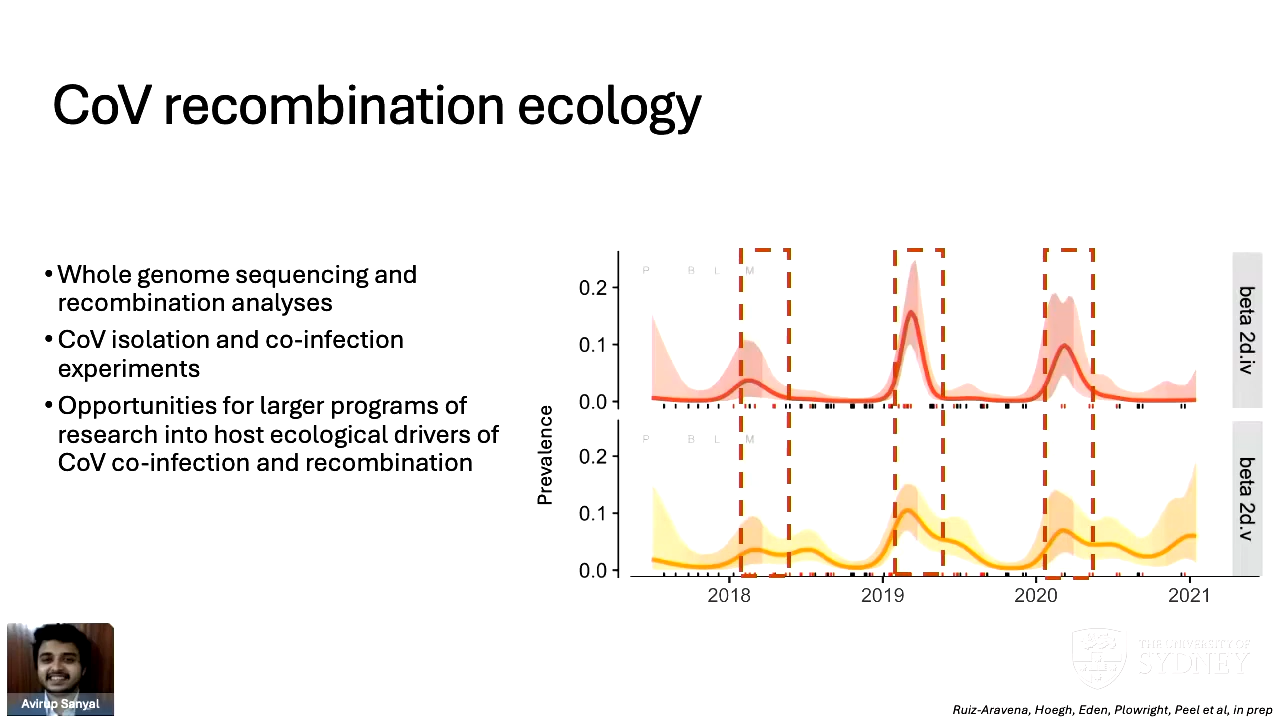 CoV recombination ecology
• Whole genome sequencing and
recombination analyses
• CoV isolation and co-infection
experiments
• Opportunities for larger programs of
research into host ecological drivers of
CoV co-infection and recombination
Prevalence
P B L M
0.2
0.1
0.0
beta 2d.iv
P B L M
0.2
0.1
0.0
beta 2d.v
2018 2019 2020 2021
THE UNIVERSITY OF
SYDNEY
Avirup Sanyal
Ruiz-Aravena, Hoegh, Eden, Plowright, Peel et al, in prep